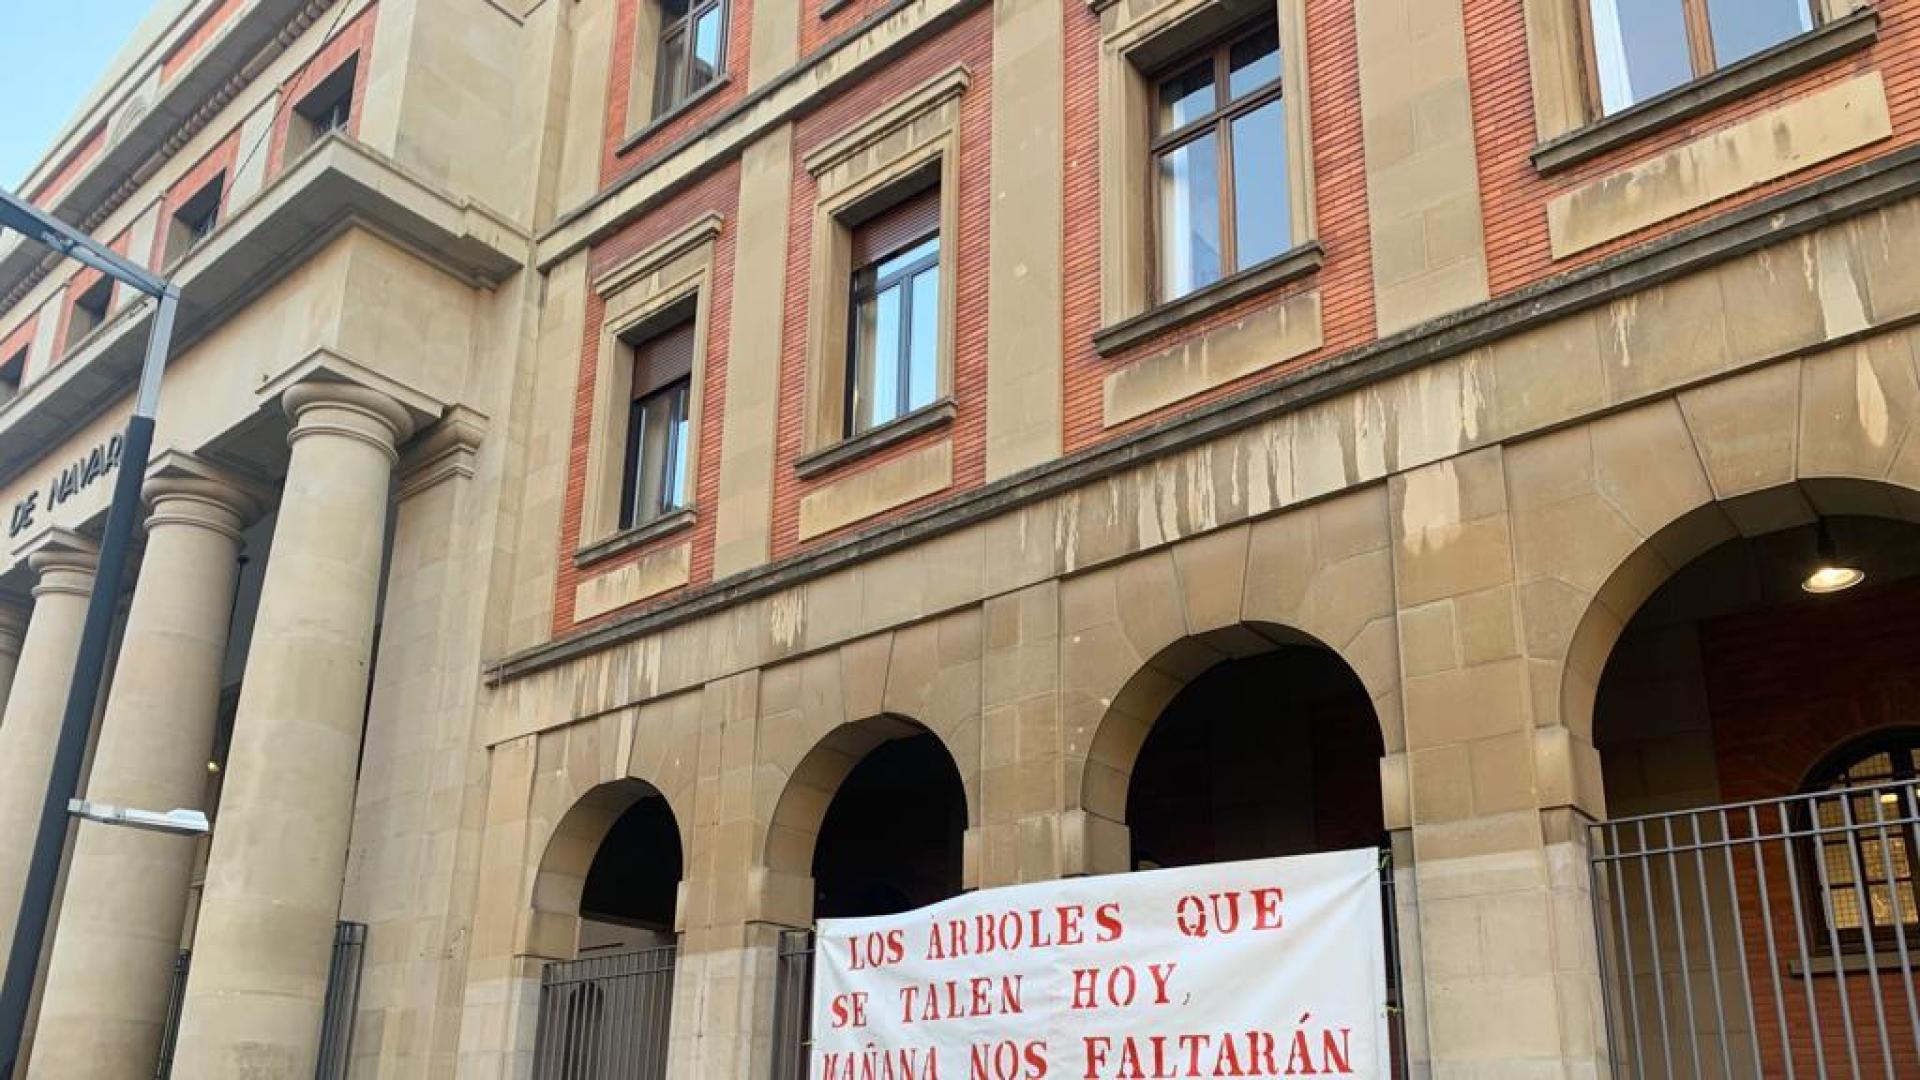 DE NAVAR
LOS ÁRBOLES QUE
SE TALEN HOY,
MAÑANA NOS FALTARÁN